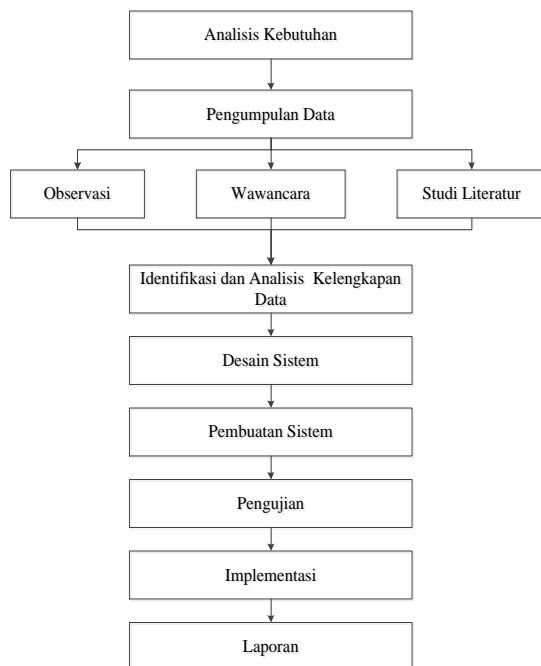 Analisis Kebutuhan
Pengumpulan Data
Observasi
Wawancara
Studi Literatur
Identifikasi dan Analisis Kelengkapan
Data
Desain Sistem
Pembuatan Sistem
Pengujian
Implementasi
Laporan